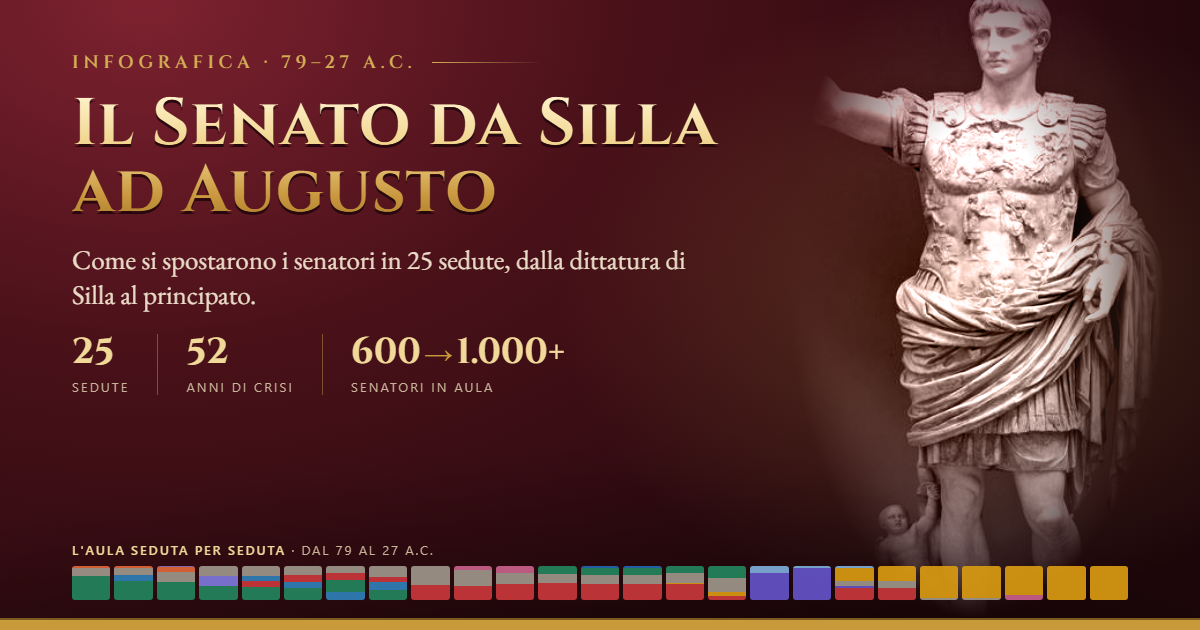 INFOGRAFICA · 79–27 A.C.
Il Senato da Silla
ad Augusto
Come si spostarono i senatori in 25 sedute, dalla dittatura di
Silla al principato.
25 52 600→1.000+
SEDUTE ANNI DI CRISI SENATORI IN AULA
L'AULA SEDUTA PER SEDUTA · DAL 79 AL 27 A.C.